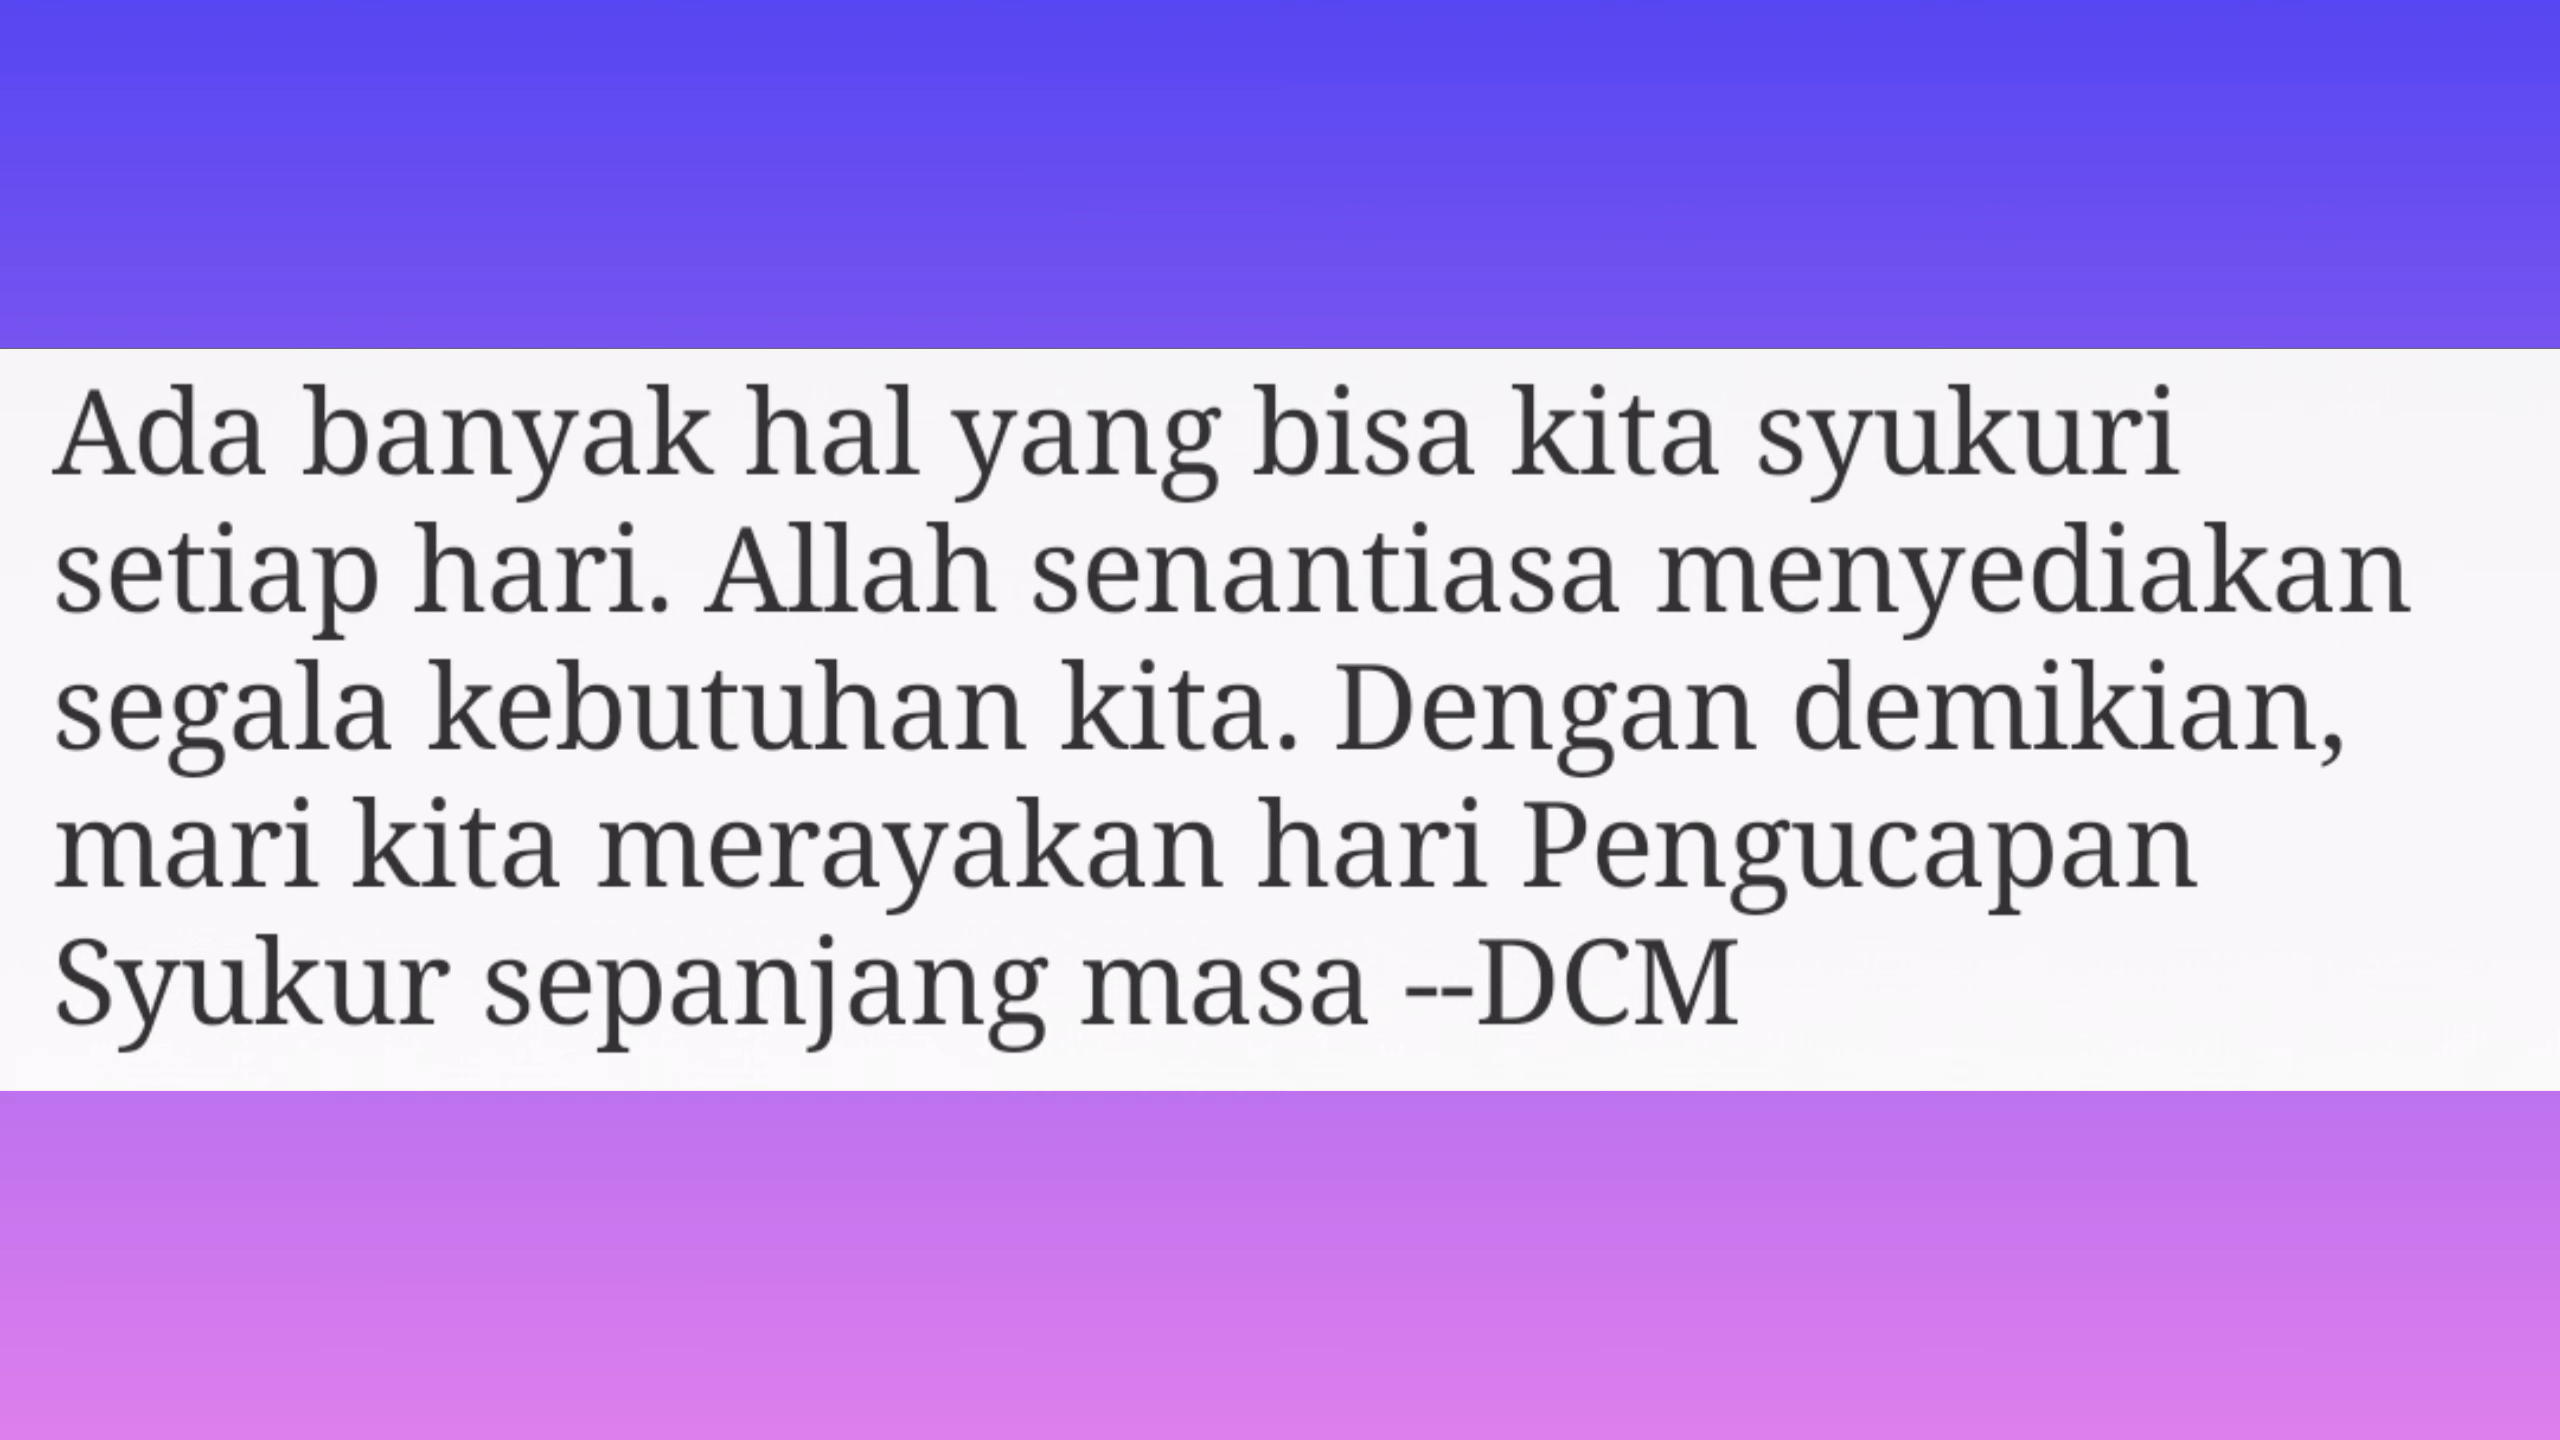 Ada banyak hal yang bisa kita syukuri
setiap hari. Allah senantiasa menyediakan
segala kebutuhan kita. Dengan demikian,
mari kita merayakan hari Pengucapan
Syukur sepanjang masa --DCM